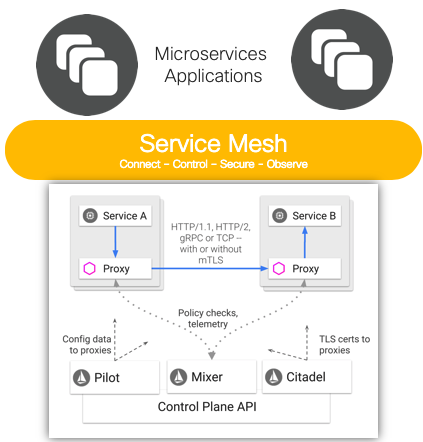 Microservices
Applications
Service Mesh
Connect – Control – Secure – Observe
Service A
Service B
HTTP/1.1, HTTP/2,
gRPC or TCP --
with or without
mTLS
Proxy
Proxy
Policy checks,
telemetry
Config data
to proxies
TLS certs to
proxies
Pilot
Mixer
Citadel
Control Plane API